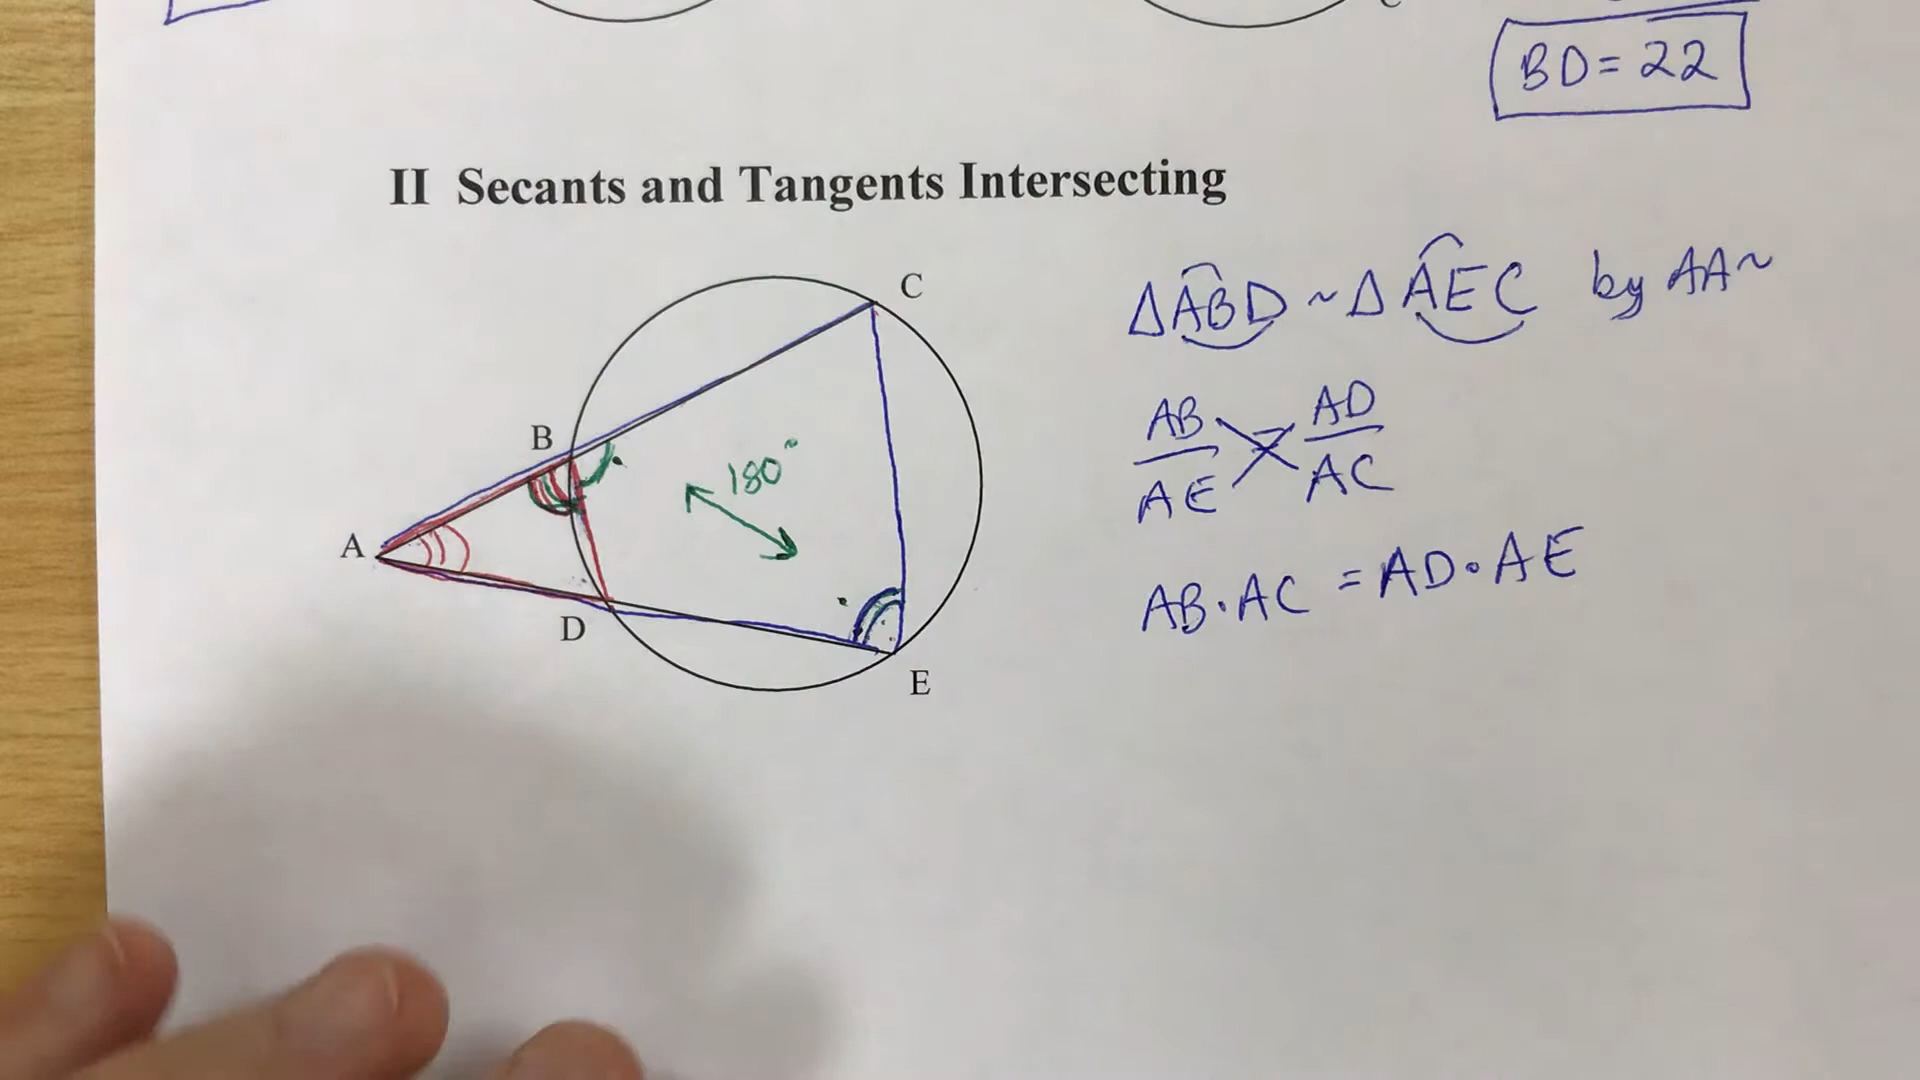 BD = 22
II Secants and Tangents Intersecting
C
ΔABD ~ Δ AEC by AA~
B
180°
AB = AD
AE AC
A
AB · AC = AD · AE
D
E